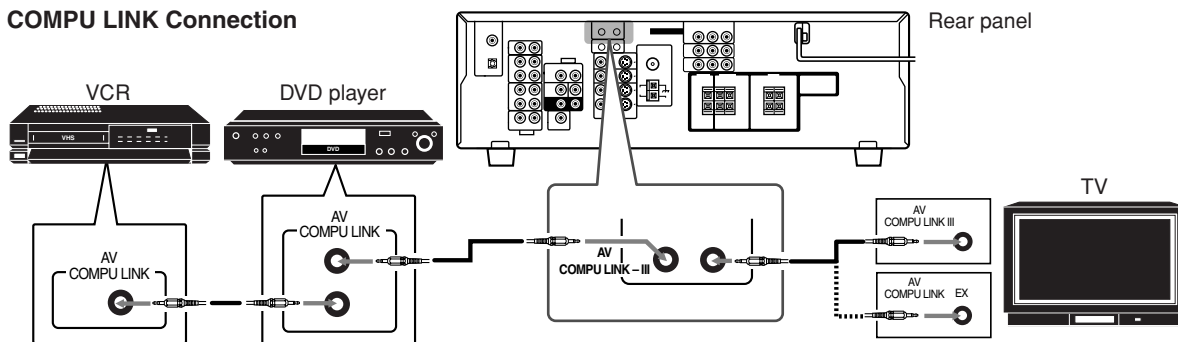 COMPU LINK Connection
Rear panel
VCR
DVD player
VHS
DVD
TV
AV
COMPU LINK
AV
COMPU LINK
AV
COMPU LINK – III
AV
COMPU LINK III
AV
COMPU LINK EX